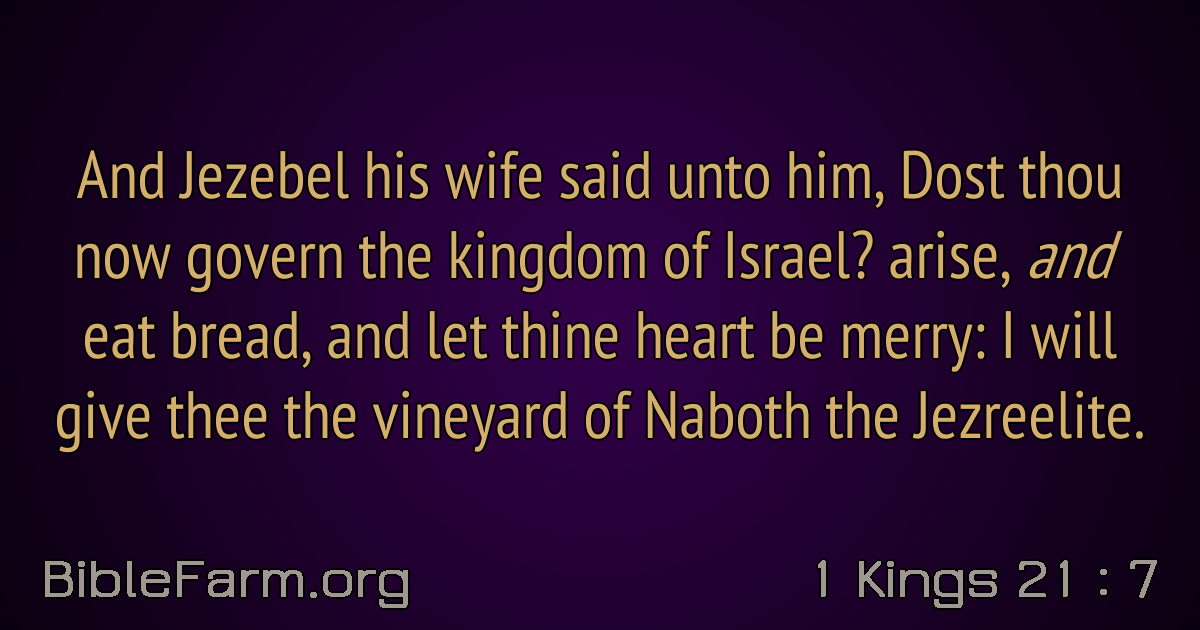 And Jezebel his wife said unto him, Dost thou
now govern the kingdom of Israel? arise, and
eat bread, and let thine heart be merry: I will
give thee the vineyard of Naboth the Jezreelite.
BibleFarm.org
1 Kings 21 : 7